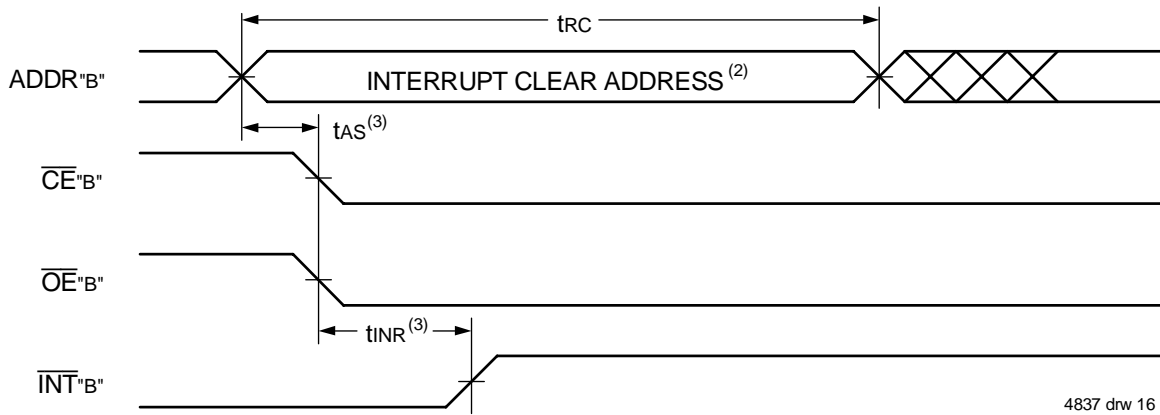 tRC
ADDR"B"
INTERRUPT CLEAR ADDRESS (2)
tAS (3)
CE"B"
OE"B"
tINR (3)
INT"B"
4837 drw 16